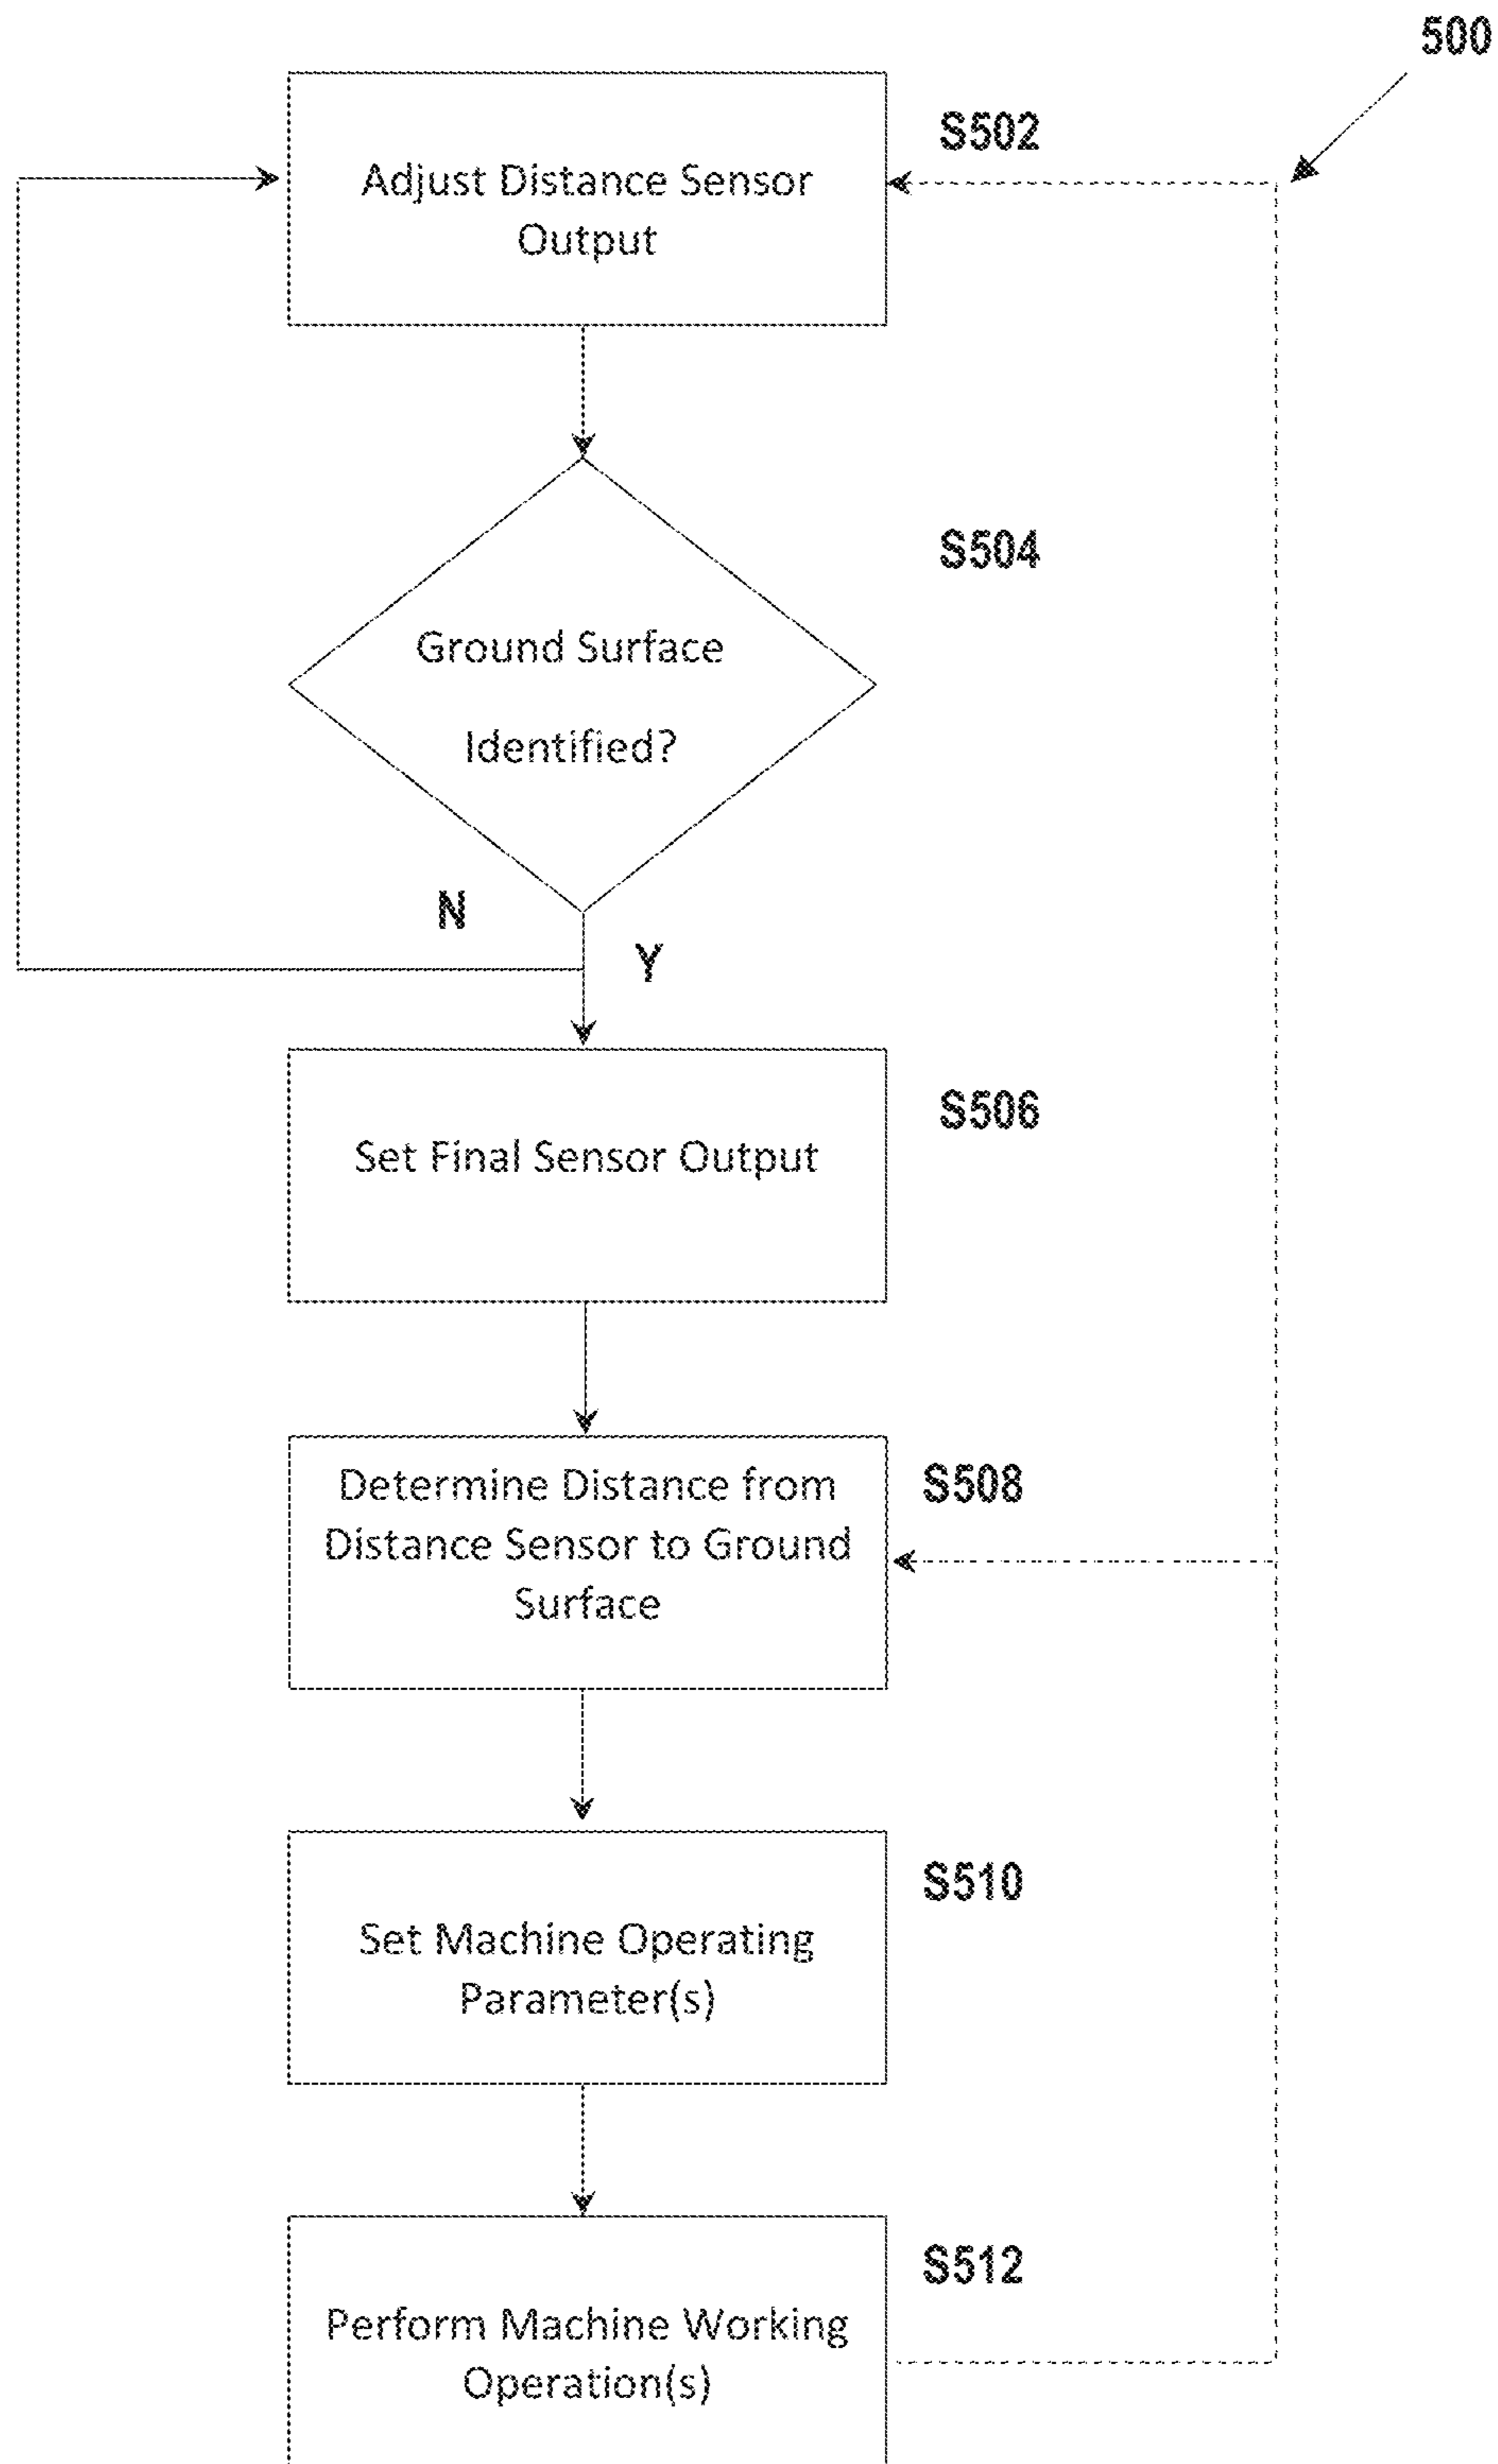 500
S502
Adjust Distance Sensor
Output
S504
Ground Surface
Identified?
N
Y
S506
Set Final Sensor Output
S508
Determine Distance from
Distance Sensor to Ground
Surface
S510
Set Machine Operating
Parameter(s)
S512
Perform Machine Working
Operation(s)